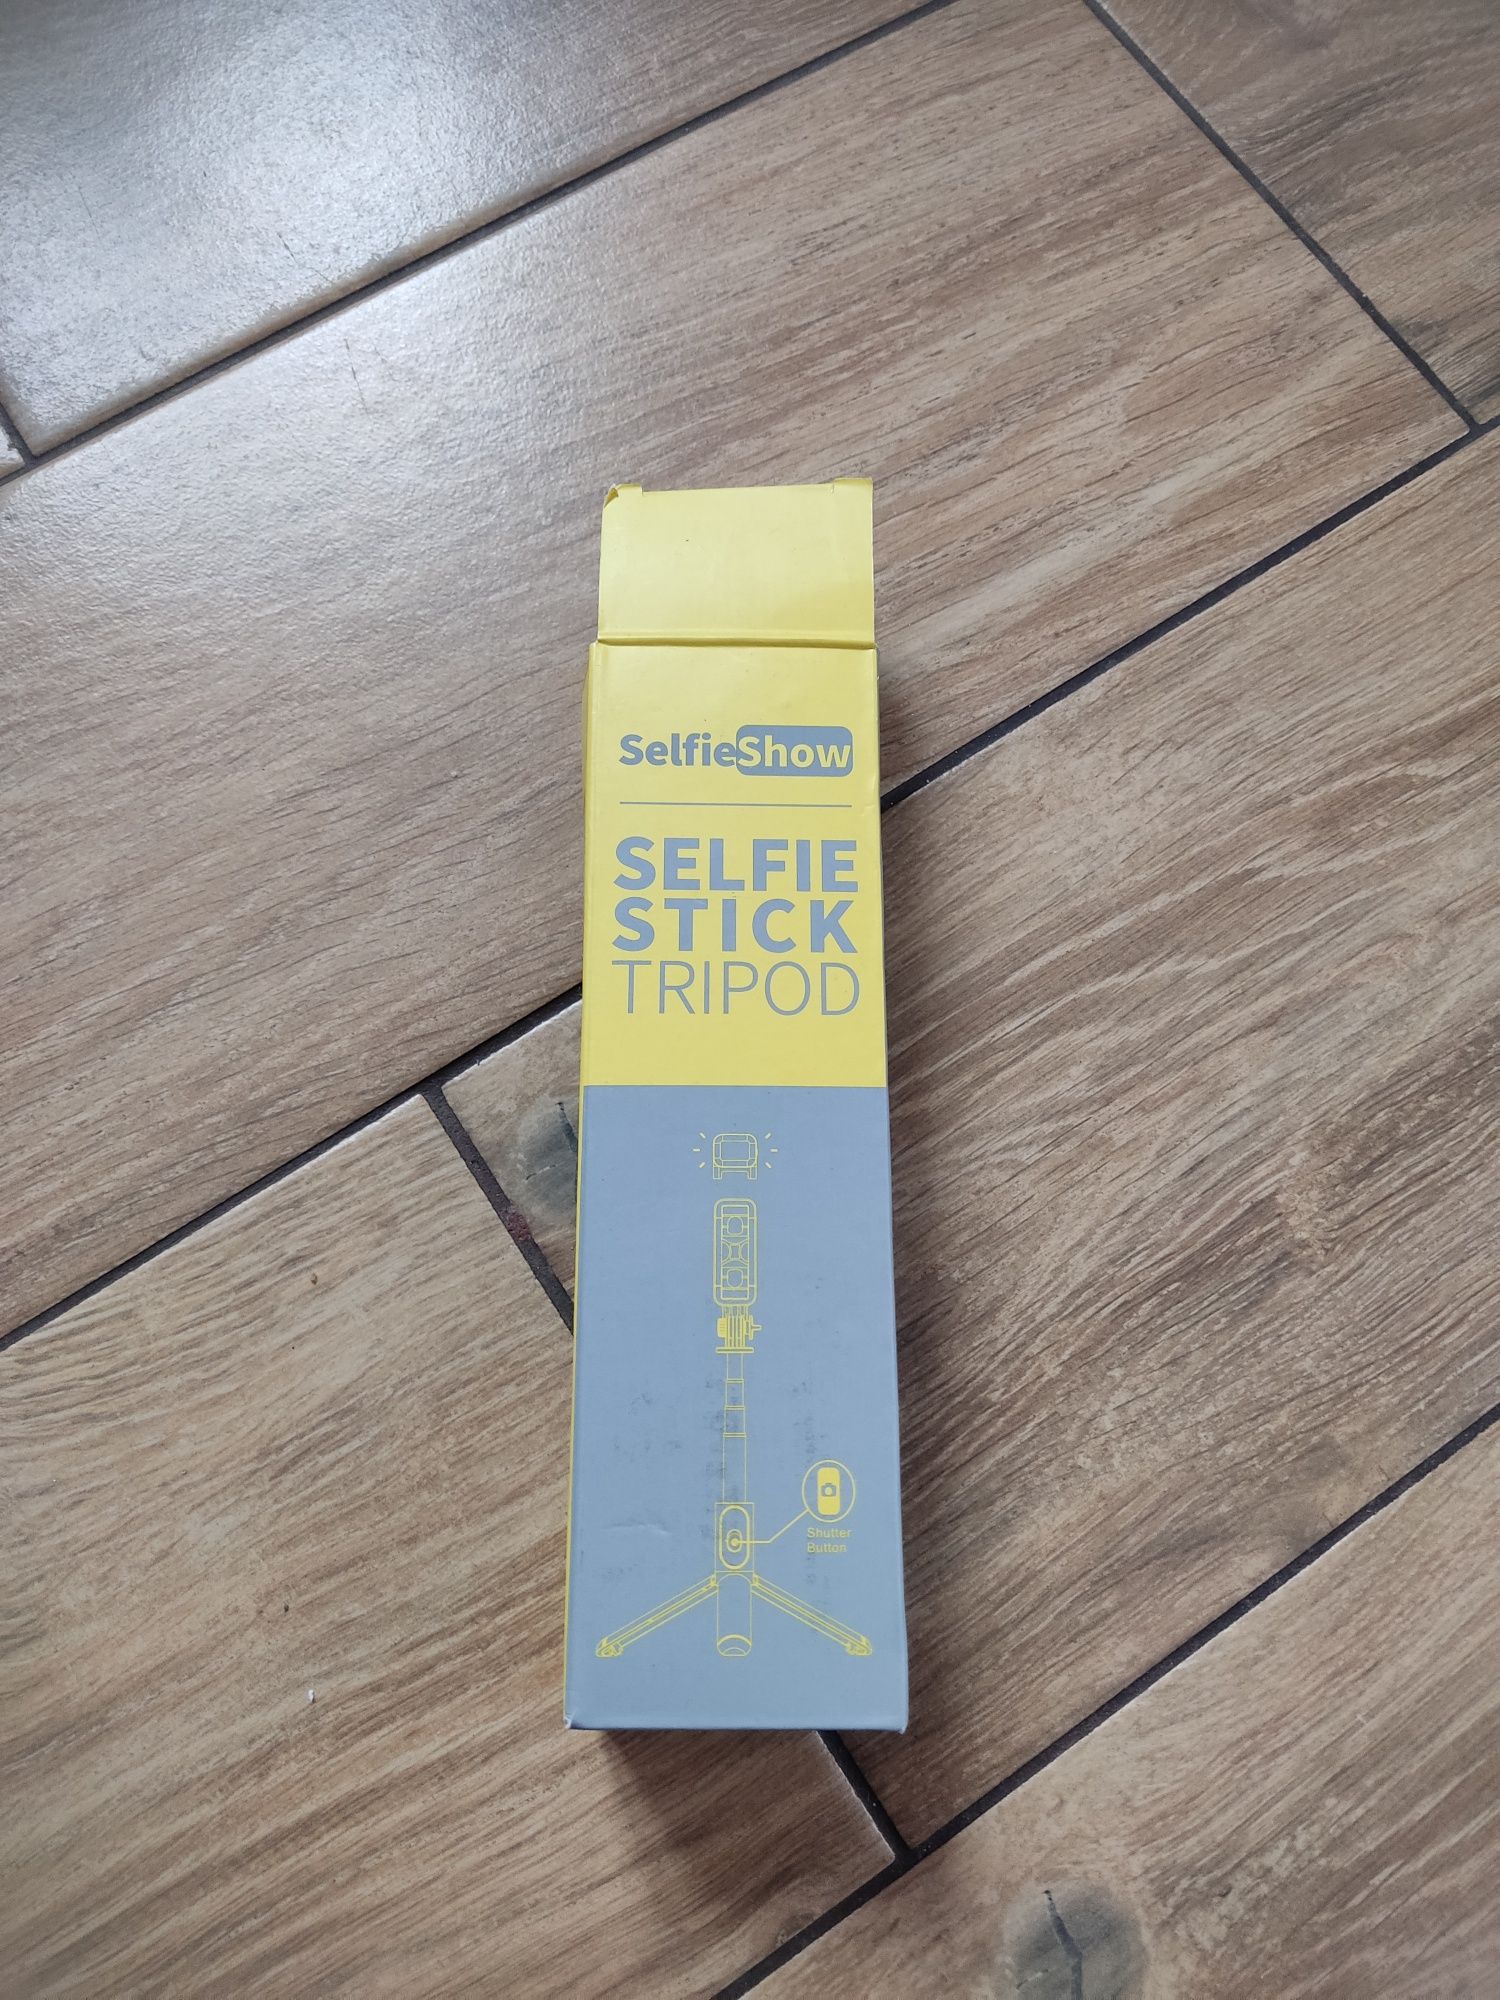 SelfieShow
SELFIE
STICK
TRIPOD
Shutter
Button